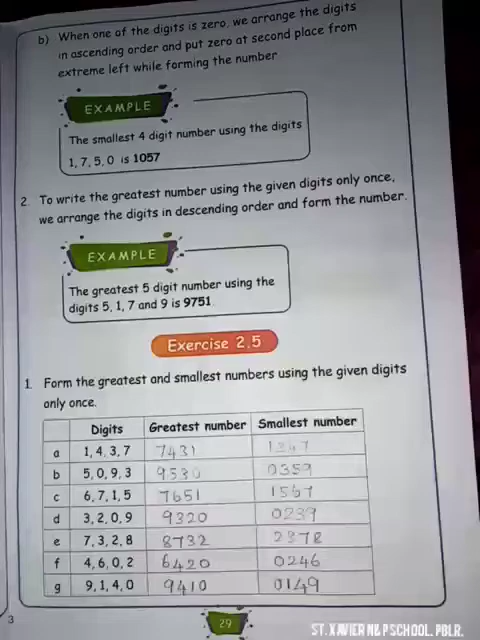 b) When one of the digits is zero, we arrange the digits
in ascending order and put zero at second place from
extreme left while forming the number
EXAMPLE
The smallest 4 digit number using the digits
1, 7, 5, 0 is 1057
2. To write the greatest number using the given digits only once,
we arrange the digits in descending order and form the number.
EXAMPLE
The greatest 5 digit number using the
digits 5, 1, 7 and 9 is 9751
Exercise 2.5
1. Form the greatest and smallest numbers using the given digits
only once.
Digits Greatest number Smallest number
a 1, 4, 3, 7 7431 1347
b 5, 0, 9, 3 9530 0359
c 6, 7, 1, 5 7651 1567
d 3, 2, 0, 9 9320 0239
e 7, 3, 2, 8 8732 2378
f 4, 6, 0, 2 6420 0246
g 9, 1, 4, 0 9410 0149
3
29
ST. XAVIER N& P SCHOOL, PBLR.